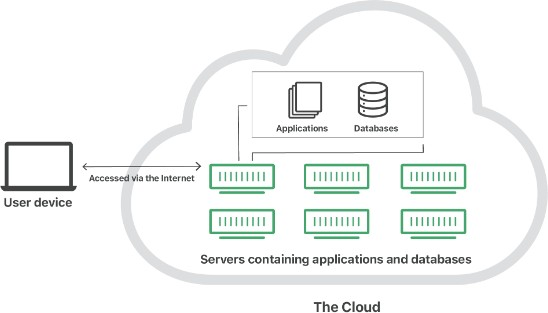 Applications
Databases
Accessed via the Internet
User device
Servers containing applications and databases
The Cloud